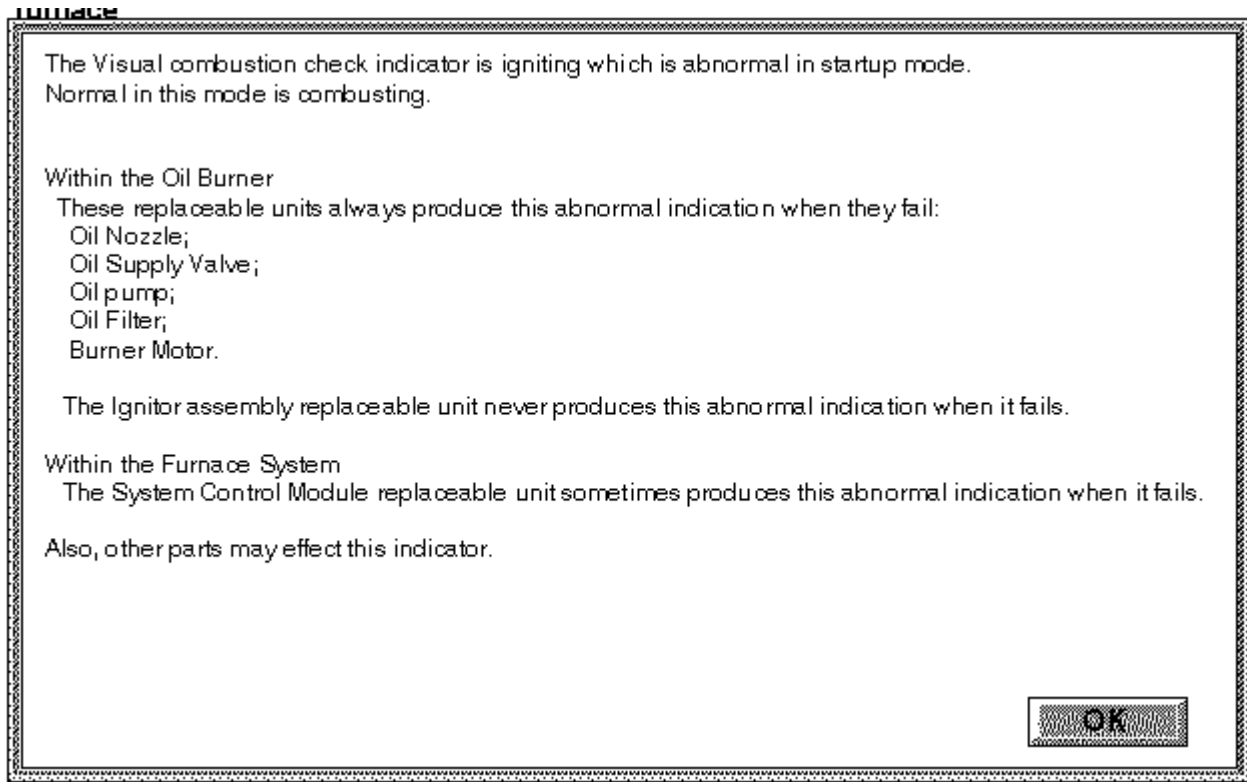 furnace
The Visual combustion check indicator is igniting which is abnormal in startup mode.
Normal in this mode is combusting.
Within the Oil Burner
These replaceable units always produce this abnormal indication when they fail:
Oil Nozzle;
Oil Supply Valve;
Oil pump;
Oil Filter;
Burner Motor.
The Ignitor assembly replaceable unit never produces this abnormal indication when it fails.
Within the Furnace System
The System Control Module replaceable unit sometimes produces this abnormal indication when it fails.
Also, other parts may effect this indicator.
OK